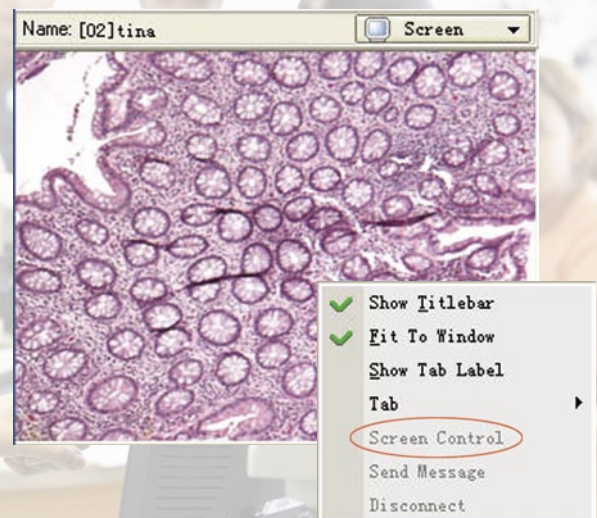 Name: [02]tina
Screen
Show Titlebar
Fit To Window
Show Tab Label
Tab
Screen Control
Send Message
Disconnect